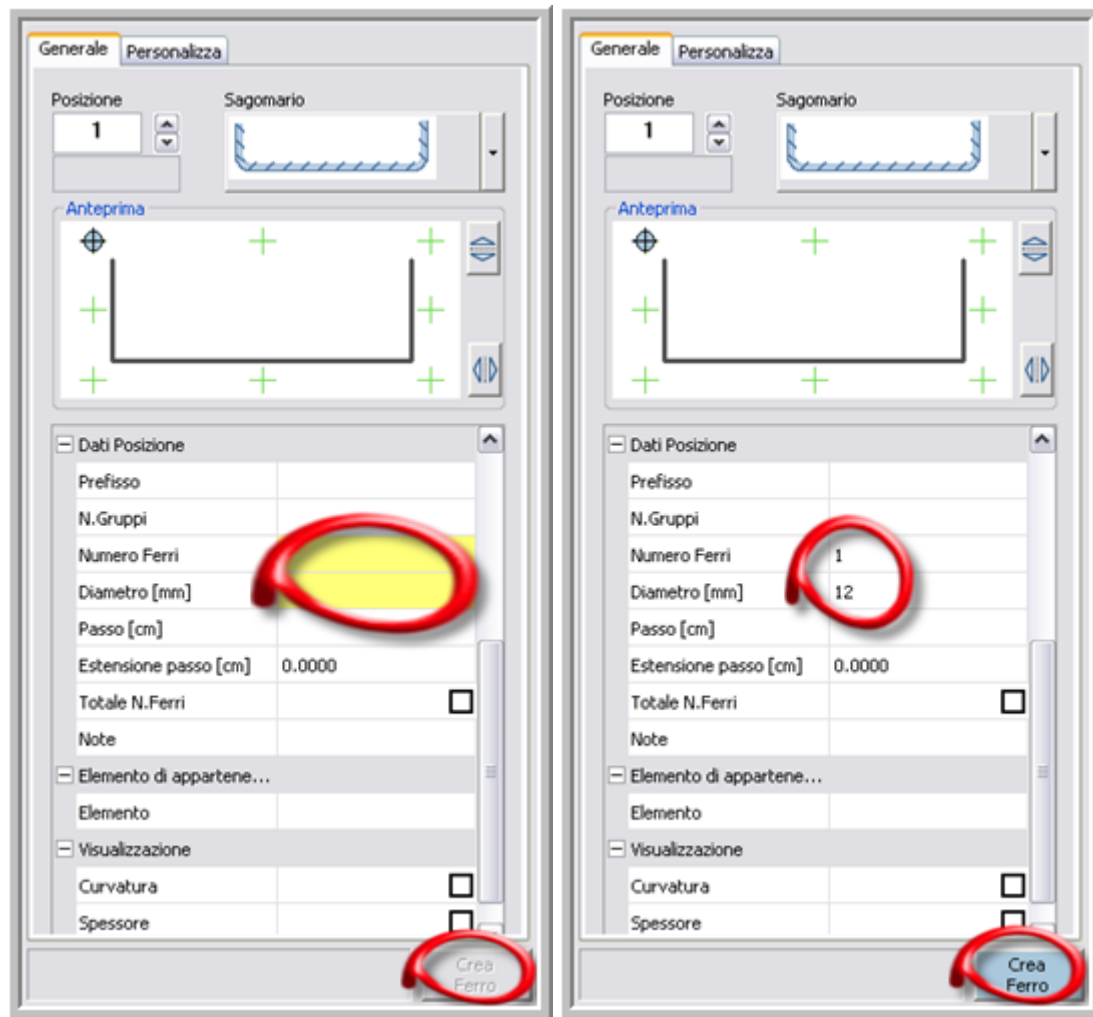 Generale Personalizza
Posizione Sagomario
1
Anteprima
Dati Posizione
Prefisso
N.Gruppi
Numero Ferri
Diametro [mm]
Passo [cm]
Estensione passo [cm] 0.0000
Totale N.Ferri
Note
Elemento di appartene...
Elemento
Visualizzazione
Curvatura
Spessore
Crea
Ferro
Generale Personalizza
Posizione Sagomario
1
Anteprima
Dati Posizione
Prefisso
N.Gruppi
Numero Ferri 1
Diametro [mm] 12
Passo [cm]
Estensione passo [cm] 0.0000
Totale N.Ferri
Note
Elemento di appartene...
Elemento
Visualizzazione
Curvatura
Spessore
Crea
Ferro